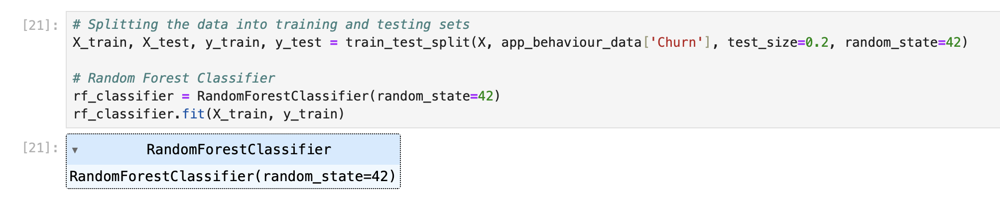 [21]:
# Splitting the data into training and testing sets
X_train, X_test, y_train, y_test = train_test_split(X, app_behaviour_data['Churn'], test_size=0.2, random_state=42)
# Random Forest Classifier
rf_classifier = RandomForestClassifier(random_state=42)
rf_classifier.fit(X_train, y_train)
[21]:
▾ RandomForestClassifier
RandomForestClassifier(random_state=42)